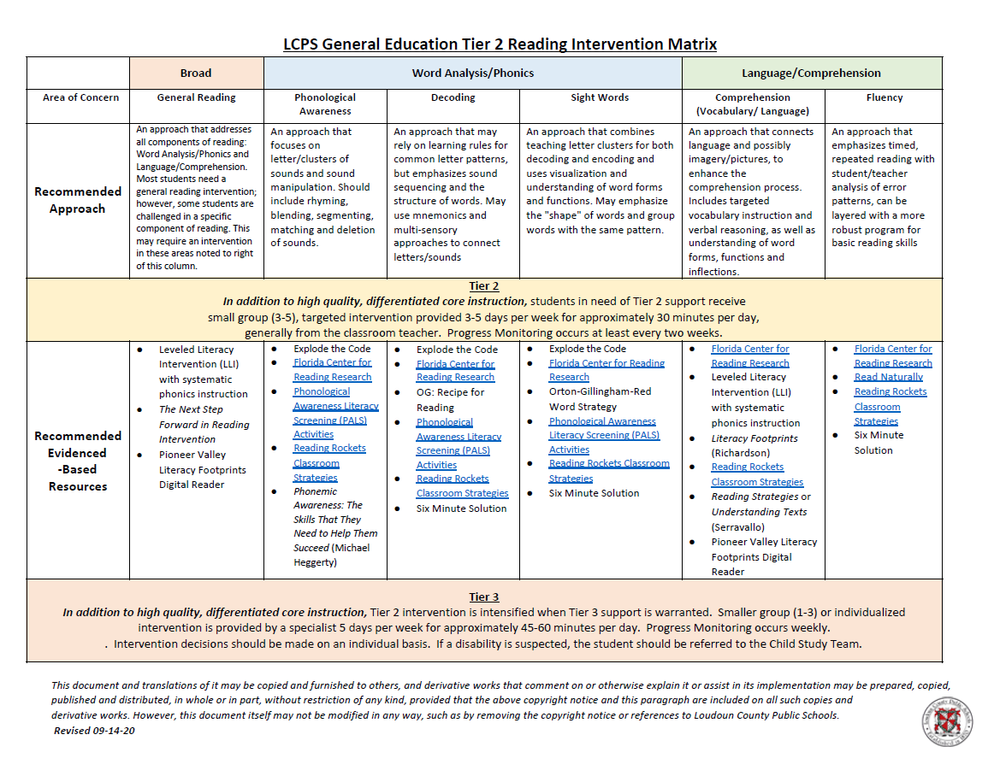 LCPS General Education Tier 2 Reading Intervention Matrix
Broad
Word Analysis/Phonics
Language/Comprehension
Area of Concern
General Reading
Phonological
Awareness
Decoding
Sight Words
Comprehension
(Vocabulary/ Language)
Fluency
Recommended
Approach
An approach that addresses
all components of reading:
Word Analysis/Phonics and
Language/Comprehension.
Most students need a
general reading intervention;
however, some students are
challenged in a specific
component of reading. This
may require an intervention
in these areas noted to right
of this column.
An approach that
focuses on
letter/clusters of
sounds and sound
manipulation. Should
include rhyming,
blending, segmenting,
matching and deletion
of sounds.
An approach that may
rely on learning rules for
common letter patterns,
but emphasizes sound
sequencing and the
structure of words. May
use mnemonics and
multi-sensory
approaches to connect
letters/sounds
An approach that combines
teaching letter clusters for both
decoding and encoding and
uses visualization and
understanding of word forms
and functions. May emphasize
the "shape" of words and group
words with the same pattern.
An approach that connects
language and possibly
imagery/pictures, to
enhance the
comprehension process.
Includes targeted
vocabulary instruction and
verbal reasoning, as well as
understanding of word
forms, functions and
inflections.
An approach that
emphasizes timed,
repeated reading with
student/teacher
analysis of error
patterns, can be
layered with a more
robust program for
basic reading skills
Tier 2
In addition to high quality, differentiated core instruction, students in need of Tier 2 support receive
small group (3-5), targeted intervention provided 3-5 days per week for approximately 30 minutes per day,
generally from the classroom teacher. Progress Monitoring occurs at least every two weeks.
Recommended
Evidenced
-Based
Resources
● Leveled Literacy
Intervention (LLI)
with systematic
phonics instruction
● The Next Step
Forward in Reading
Intervention
● Pioneer Valley
Literacy Footprints
Digital Reader
● Explode the Code
● Florida Center for
Reading Research
● Phonological
Awareness Literacy
Screening (PALS)
Activities
● Reading Rockets
Classroom
Strategies
● Phonemic
Awareness: The
Skills That They
Need to Help Them
Succeed (Michael
Heggerty)
● Explode the Code
● Florida Center for
Reading Research
● OG: Recipe for
Reading
● Phonological
Awareness Literacy
Screening (PALS)
Activities
● Reading Rockets
Classroom Strategies
● Six Minute Solution
● Explode the Code
● Florida Center for Reading
Research
● Orton-Gillingham-Red
Word Strategy
● Phonological Awareness
Literacy Screening (PALS)
Activities
● Reading Rockets Classroom
Strategies
● Six Minute Solution
● Florida Center for
Reading Research
● Leveled Literacy
Intervention (LLI)
with systematic
phonics instruction
● Literacy Footprints
(Richardson)
● Reading Rockets
Classroom Strategies
● Reading Strategies or
Understanding Texts
(Serravallo)
● Pioneer Valley Literacy
Footprints Digital
Reader
● Florida Center for
Reading Research
● Read Naturally
● Reading Rockets
Classroom
Strategies
● Six Minute
Solution
Tier 3
In addition to high quality, differentiated core instruction, Tier 2 intervention is intensified when Tier 3 support is warranted. Smaller group (1-3) or individualized
intervention is provided by a specialist 5 days per week for approximately 45-60 minutes per day. Progress Monitoring occurs weekly.
. Intervention decisions should be made on an individual basis. If a disability is suspected, the student should be referred to the Child Study Team.
This document and translations of it may be copied and furnished to others, and derivative works that comment on or otherwise explain it or assist in its implementation may be prepared, copied,
published and distributed, in whole or in part, without restriction of any kind, provided that the above copyright notice and this paragraph are included on all such copies and
derivative works. However, this document itself may not be modified in any way, such as by removing the copyright notice or references to Loudoun County Public Schools.
Revised 09-14-20
Loudoun County Public Schools